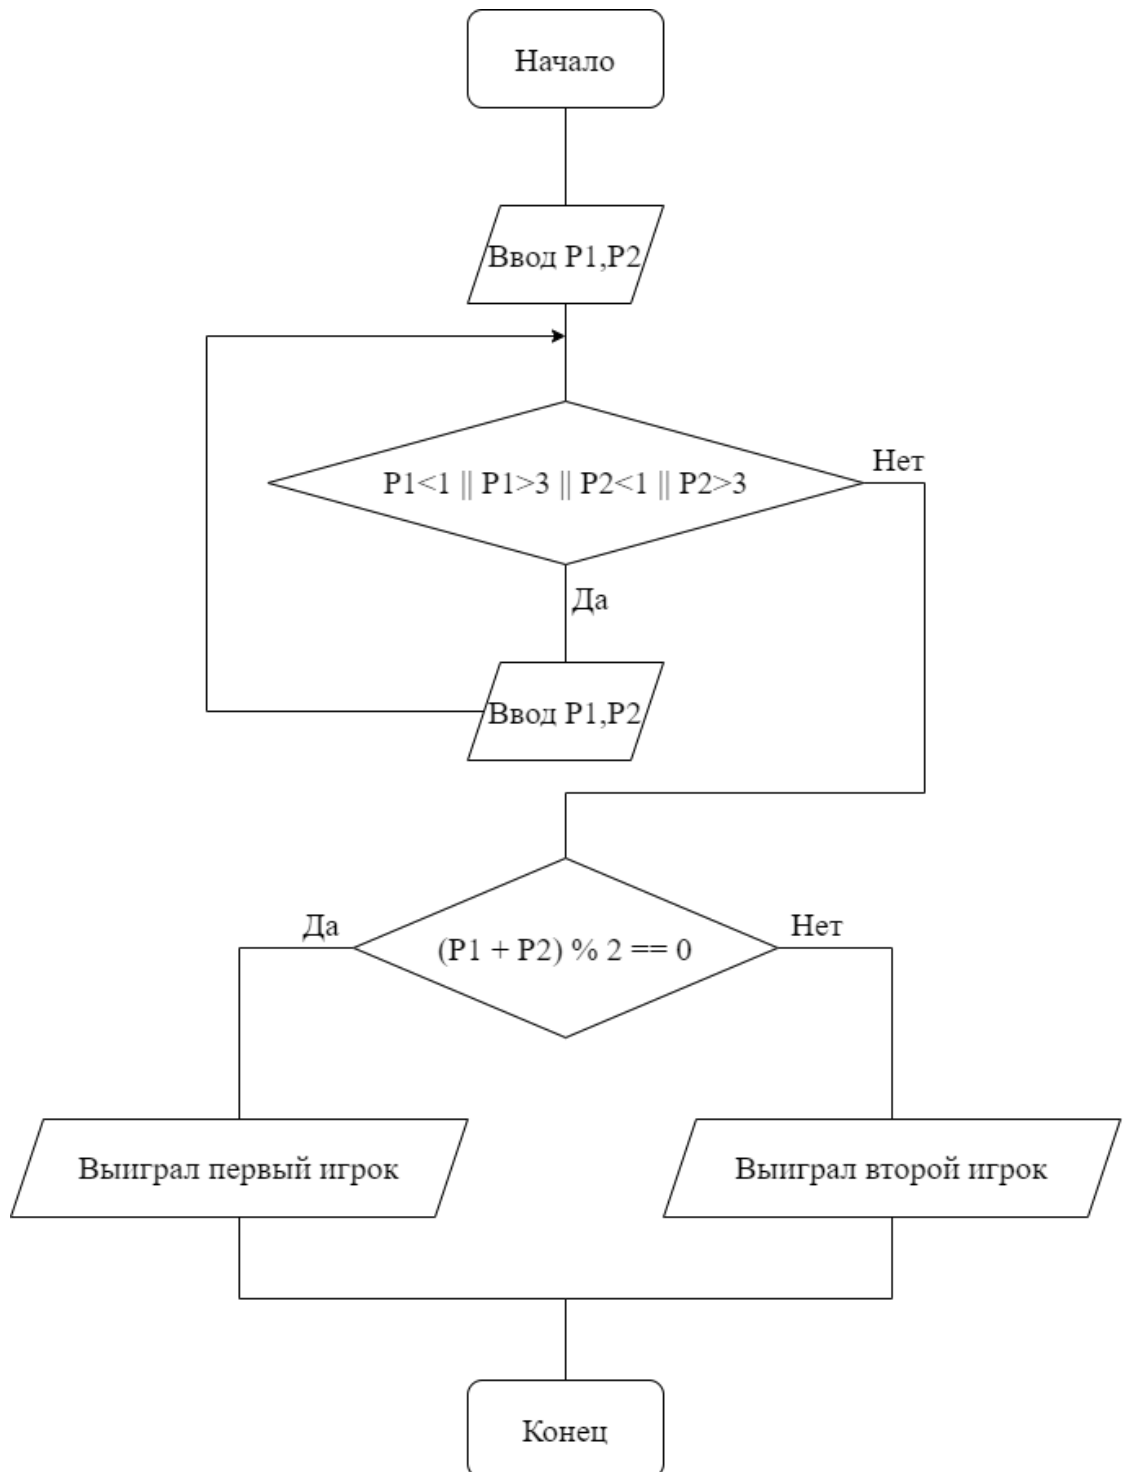 Начало
Ввод P1,P2
P1<1 || P1>3 || P2<1 || P2>3
Нет
Да
Ввод P1,P2
Да
Нет
(P1 + P2) % 2 == 0
Выиграл первый игрок
Выиграл второй игрок
Конец